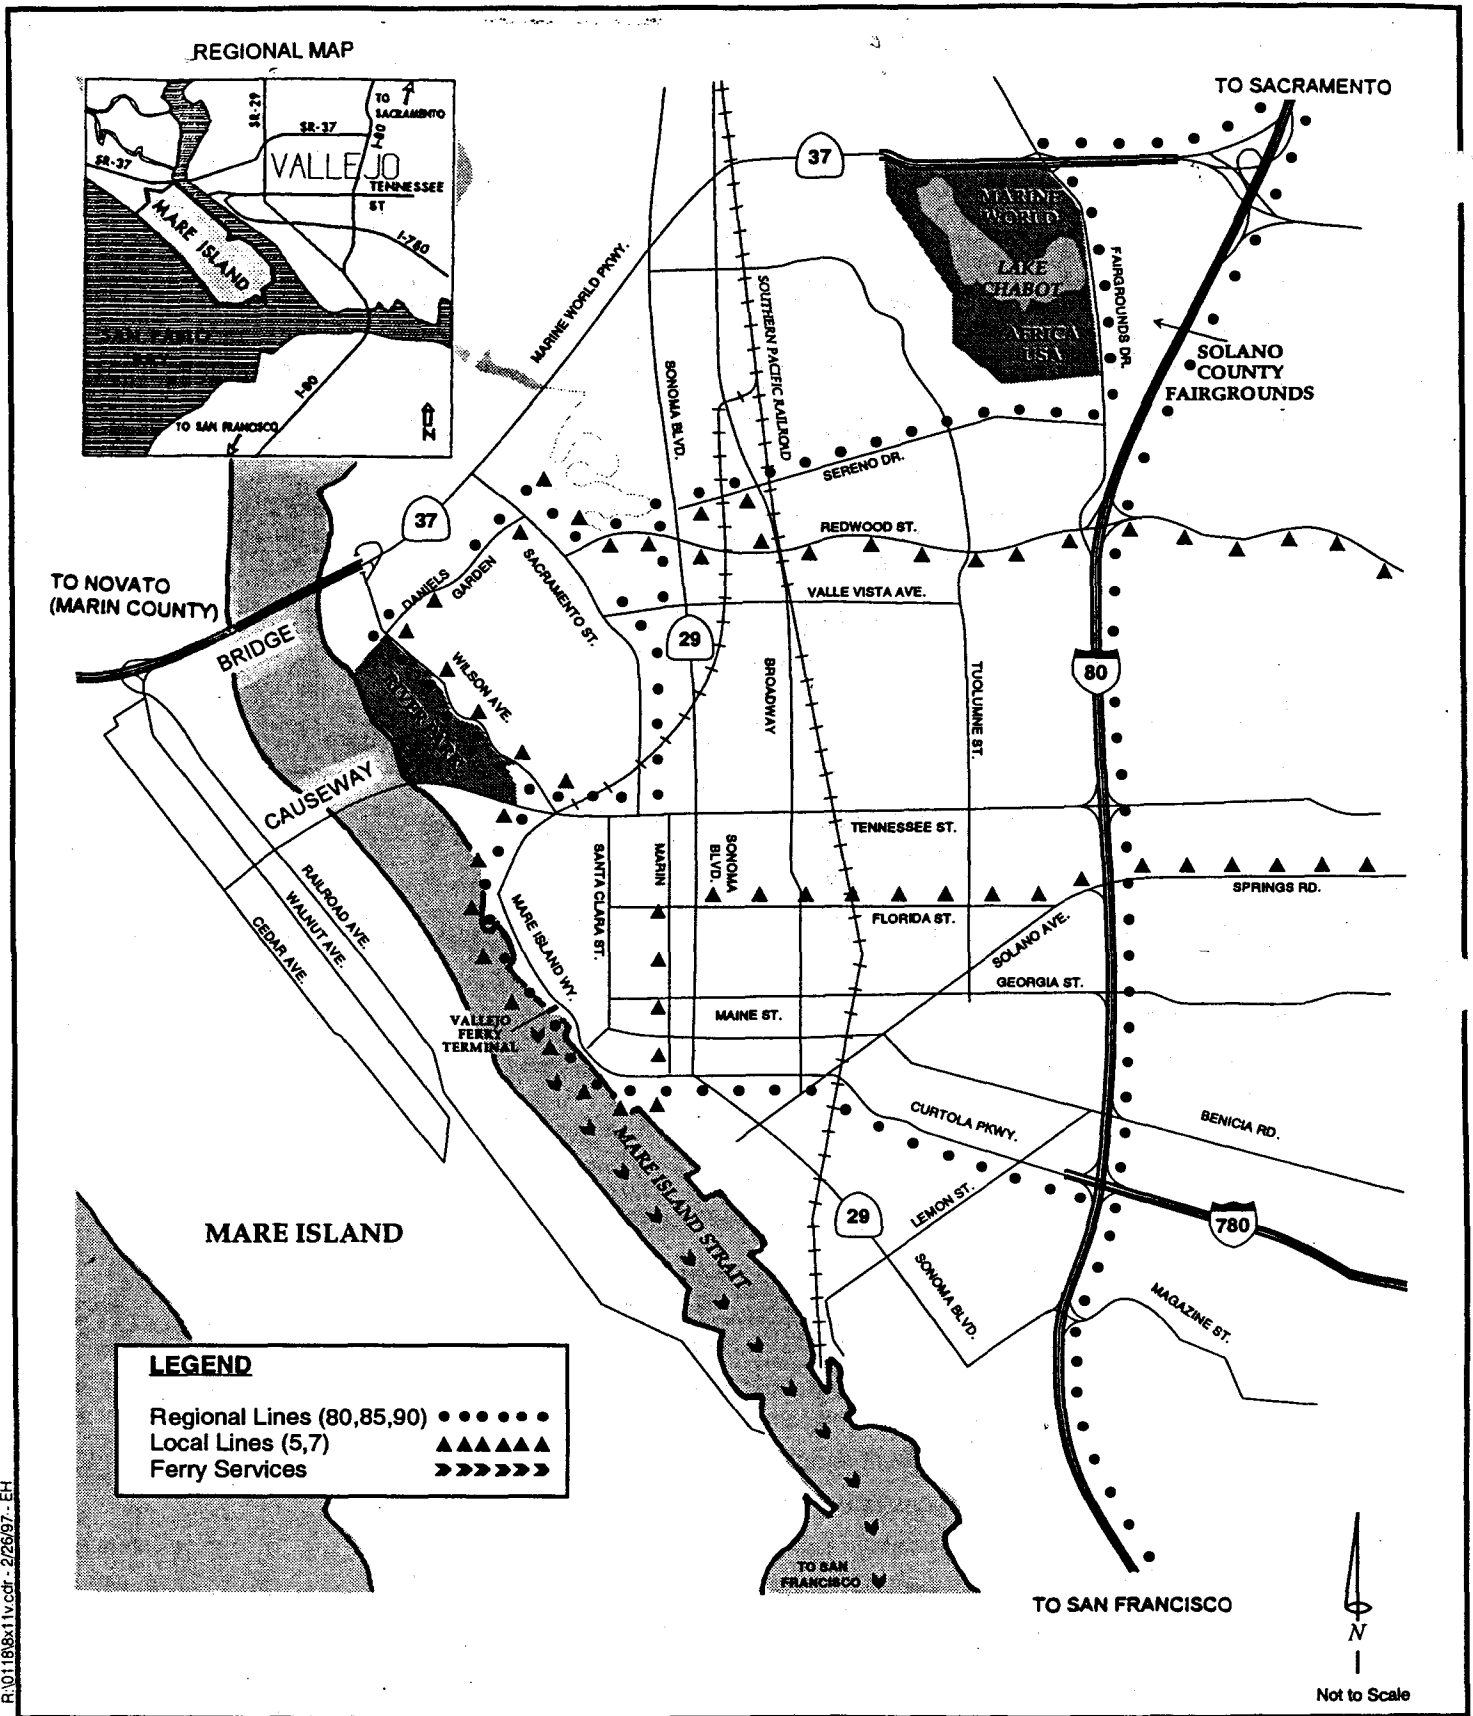 REGIONAL MAP
SR-29
TO
SACRAMENTO
I-80
SR-37
SR-37
VALLEJO
TENNESSEE
ST
MARE ISLAND
I-780
SAN PABLO
BAY
I-80
TO SAN FRANCISCO
N
TO SACRAMENTO
37
MARINE
WORLD
LAKE
CHABOT
AFRICA
USA
FAIRGROUNDS DR.
SOLANO
COUNTY
FAIRGROUNDS
MARINE WORLD PKWY.
SOUTHERN PACIFIC RAILROAD
SONOMA BLVD.
SERENO DR.
37
REDWOOD ST.
TO NOVATO
(MARIN COUNTY)
DANIELS
GARDEN
SACRAMENTO ST.
VALLE VISTA AVE.
BRIDGE
29
80
WILSON AVE.
RIVER PARK
BROADWAY
TUOLUMNE ST.
CAUSEWAY
TENNESSEE ST.
SANTA CLARA ST.
MARIN
SONOMA
BLVD.
SPRINGS RD.
RAILROAD AVE.
WALNUT AVE.
CEDAR AVE.
MARE ISLAND WY.
FLORIDA ST.
SOLANO AVE.
GEORGIA ST.
VALLEJO
FERRY
TERMINAL
MAINE ST.
CURTOLA PKWY.
BENICIA RD.
MARE ISLAND STRAIT
LEMON ST.
29
780
MARE ISLAND
SONOMA BLVD.
MAGAZINE ST.
LEGEND
Regional Lines (80,85,90)
Local Lines (5,7)
Ferry Services
TO SAN
FRANCISCO
TO SAN FRANCISCO
N
Not to Scale
R:\0118\8x11v.cdr - 2/26/97 - EH